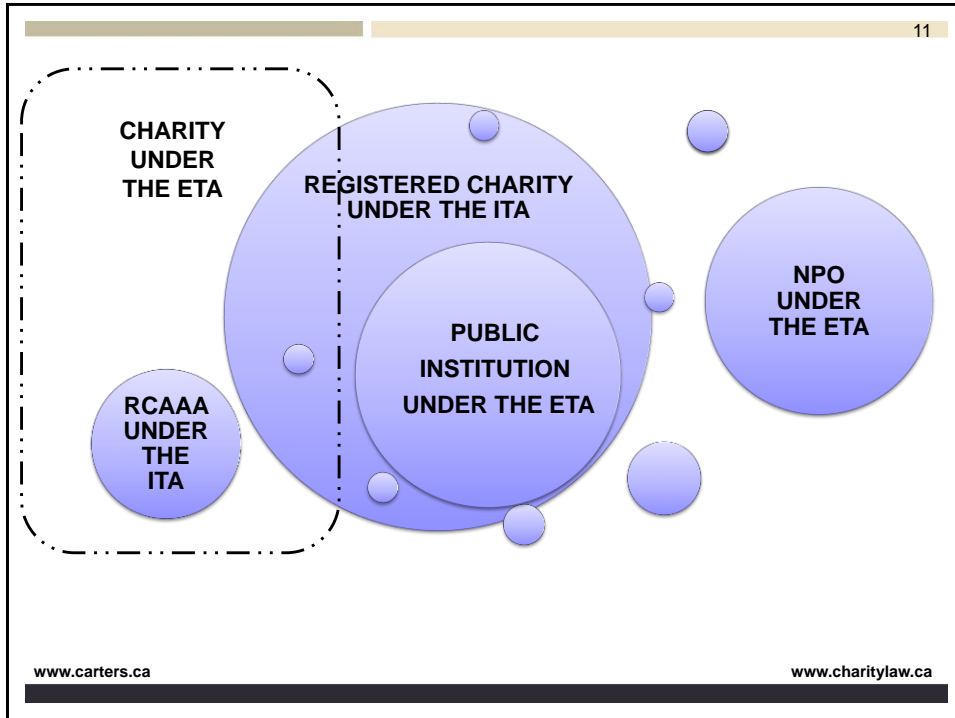 11
CHARITY
UNDER
THE ETA
REGISTERED CHARITY
UNDER THE ITA
NPO
UNDER
THE ETA
PUBLIC
INSTITUTION
UNDER THE ETA
RCAAA
UNDER
THE
ITA
www.carters.ca
www.charitylaw.ca